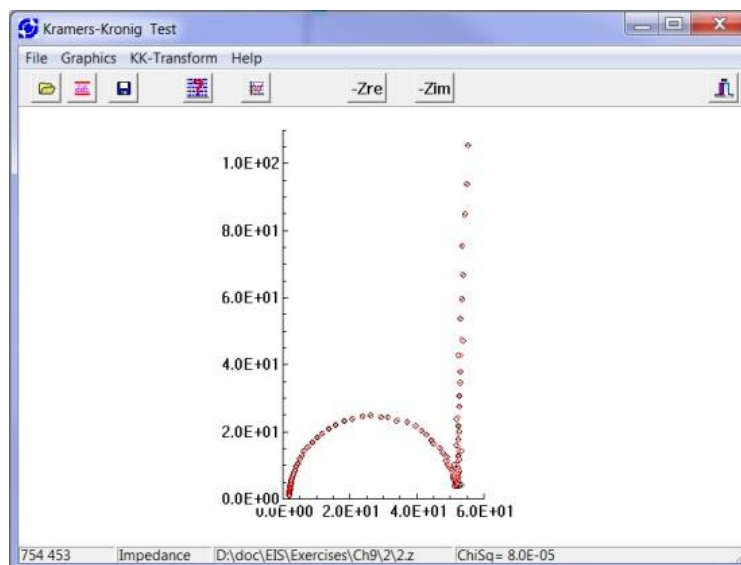 Kramers-Kronig Test
File Graphics KK-Transform Help
-Zre -Zim
1.0E+02
8.0E+01
6.0E+01
4.0E+01
2.0E+01
0.0E+00
0.0E+00 2.0E+01 4.0E+01 6.0E+01
754 453 Impedance D:\doc\EIS\Exercises\Ch9\2\2.z ChiSq= 8.0E-05